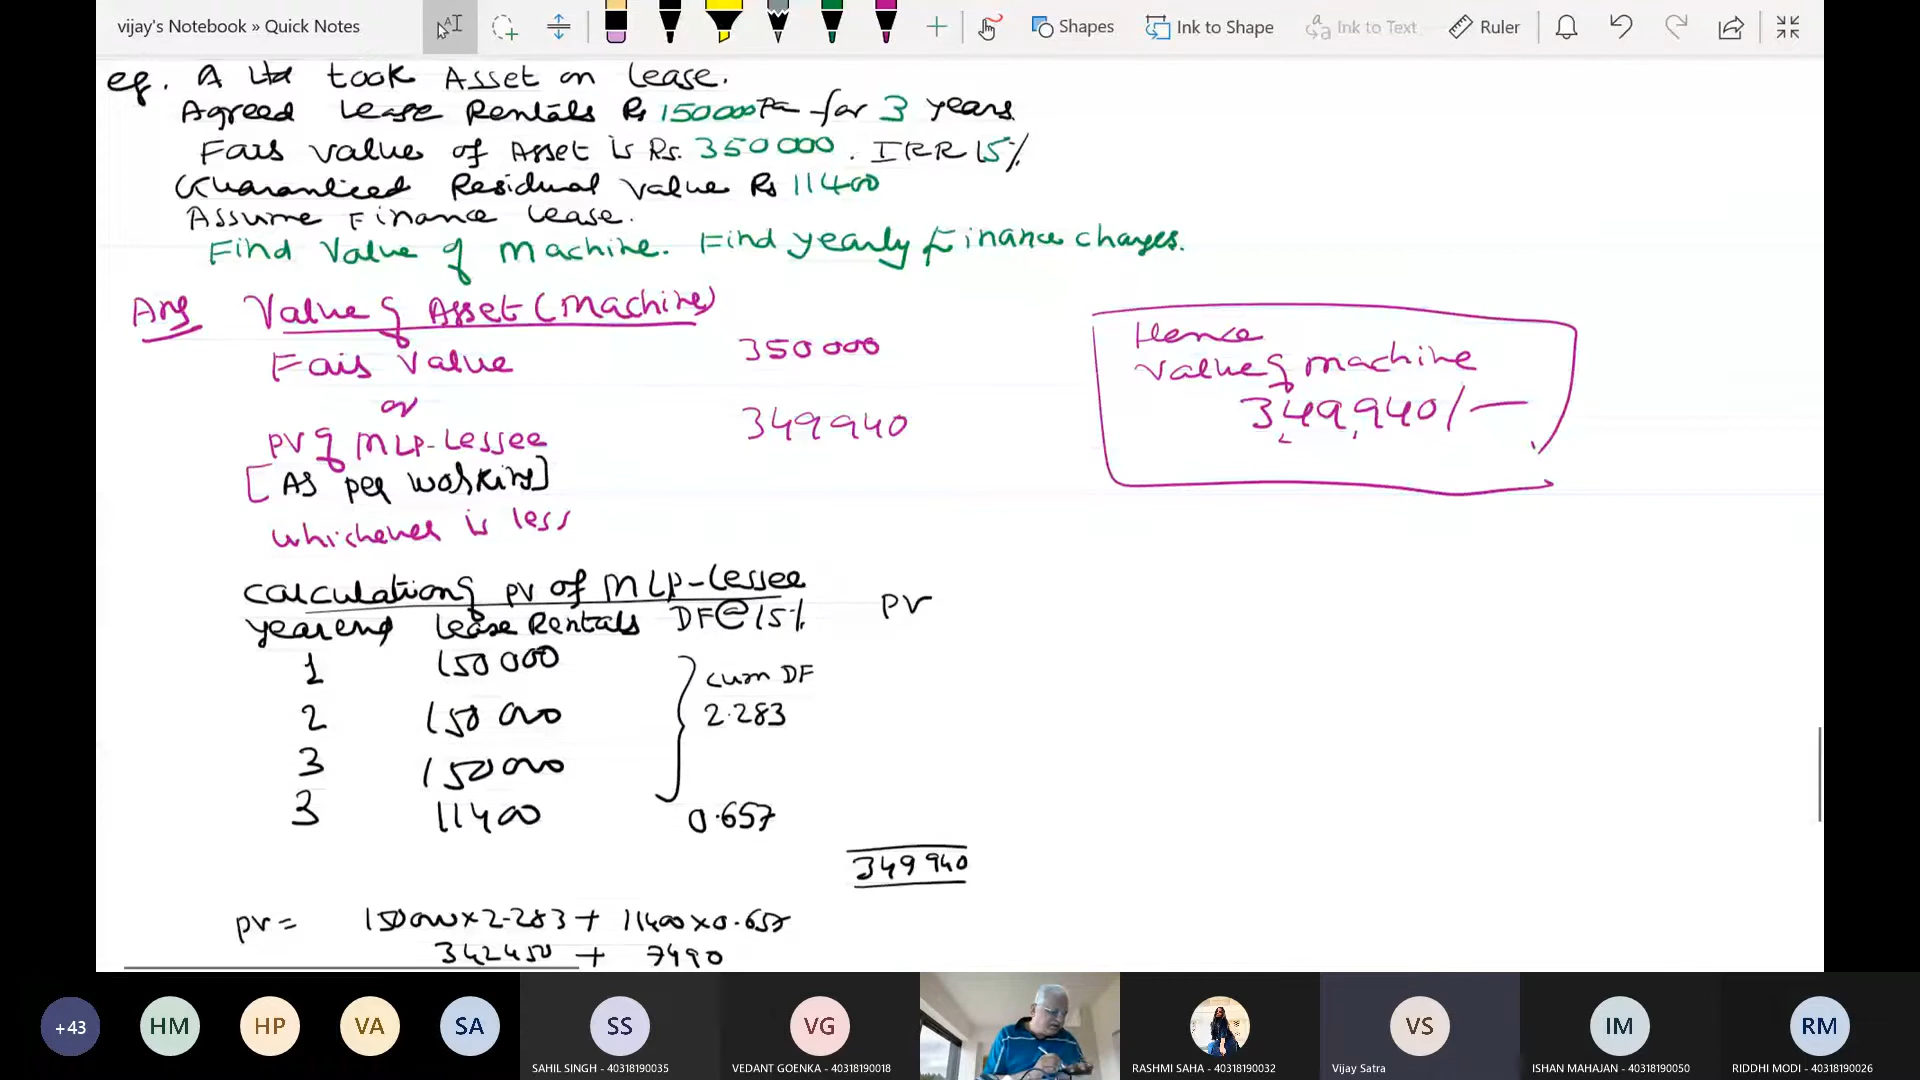 vijay's Notebook » Quick Notes
Shapes
Ink to Shape
Ink to Text
Ruler
eg. A Ltd took Asset on lease.
Agreed Lease Rentals Rs 150000 Pa for 3 years.
Fair value of Asset is Rs. 350000. IRR 15%
Guaranteed Residual value Rs 11400
Assume Finance lease.
Find Value of machine. Find yearly Finance charges.
Ans Value of Asset (Machine)
Fair Value 350000
or
PV of MLP-Lessee 349940
[As per working]
whichever is less
Hence
value of machine
349,940/-
Calculation of PV of MLP-Lessee
year end Lease Rentals DF@15% PV
1 150000
2 150000
3 150000
cum DF
2.283
3 11400 0.657
349940
PV = 150000x2.283 + 11400x0.657
342450 + 7490
+43
HM
HP
VA
SA
SS
SAHIL SINGH - 40318190035
VG
VEDANT GOENKA - 40318190018
RASHMI SAHA - 40318190032
VS
Vijay Satra
IM
ISHAN MAHAJAN - 40318190050
RM
RIDDHI MODI - 40318190026